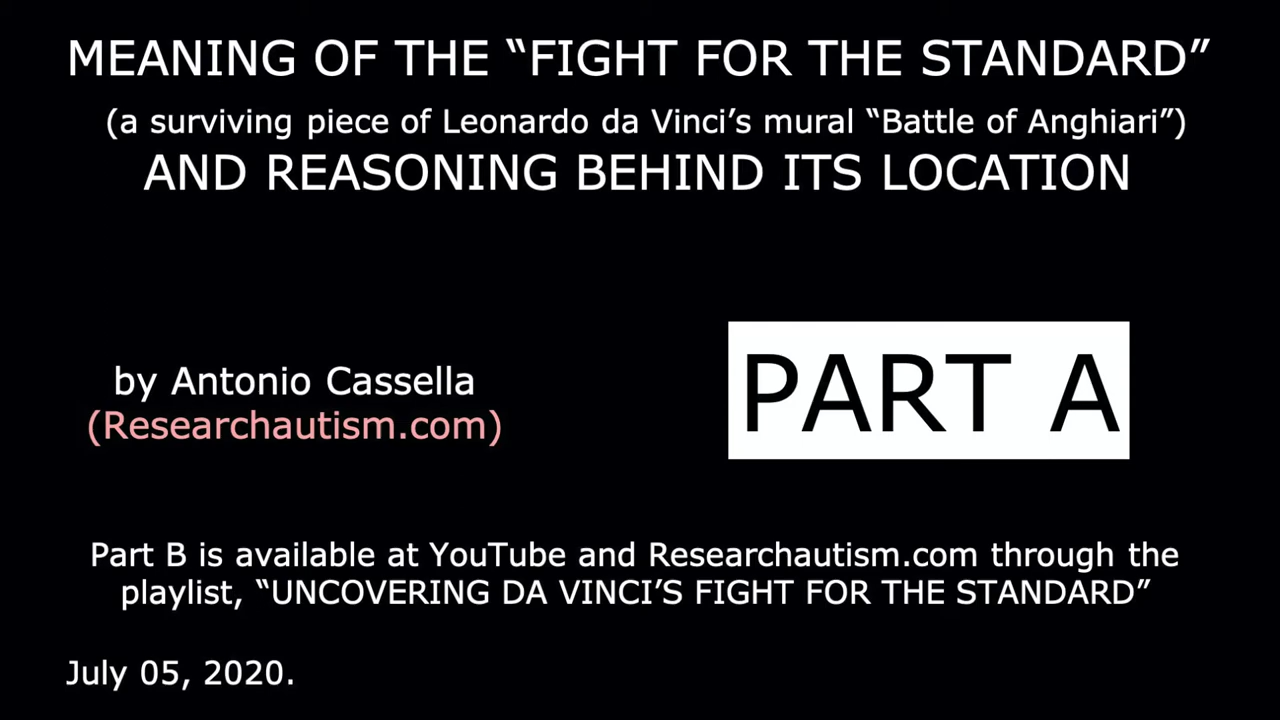 MEANING OF THE “FIGHT FOR THE STANDARD”
(a surviving piece of Leonardo da Vinci’s mural “Battle of Anghiari”)
AND REASONING BEHIND ITS LOCATION
by Antonio Cassella
(Researchautism.com)
PART A
Part B is available at YouTube and Researchautism.com through the
playlist, “UNCOVERING DA VINCI’S FIGHT FOR THE STANDARD”
July 05, 2020.